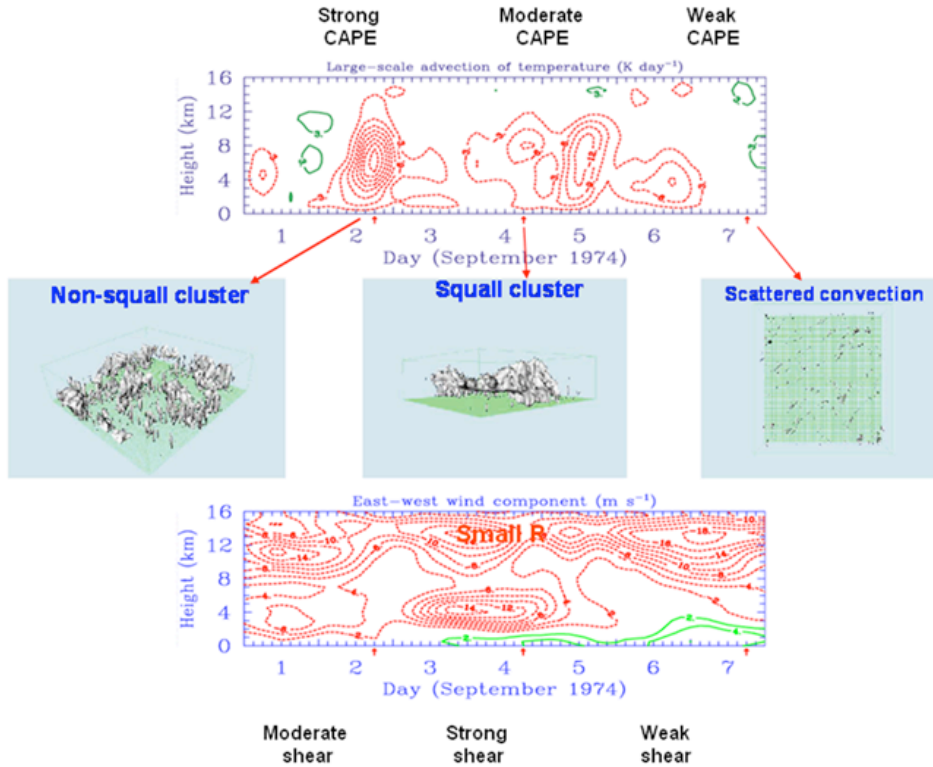 Strong Moderate Weak
CAPE CAPE CAPE
Large-scale advection of temperature (K day⁻¹)
Height (km)
16
12
8
4
0
1 2 3 4 5 6 7
Day (September 1974)
Non-squall cluster
Squall cluster
Scattered convection
East-west wind component (m s⁻¹)
Height (km)
16
12
8
4
0
Small R
1 2 3 4 5 6 7
Day (September 1974)
Moderate Strong Weak
shear shear shear